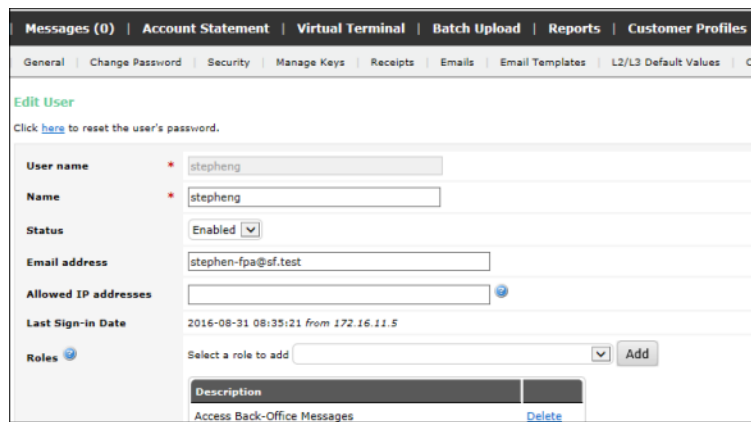 Messages (0) | Account Statement | Virtual Terminal | Batch Upload | Reports | Customer Profiles
General | Change Password | Security | Manage Keys | Receipts | Emails | Email Templates | L2/L3 Default Values |
Edit User
Click here to reset the user's password.
User name * stepheng
Name * stepheng
Status Enabled
Email address stephen-fpa@sf.test
Allowed IP addresses
Last Sign-in Date 2016-08-31 08:35:21 from 172.16.11.5
Roles Select a role to add Add
Description
Access Back-Office Messages Delete